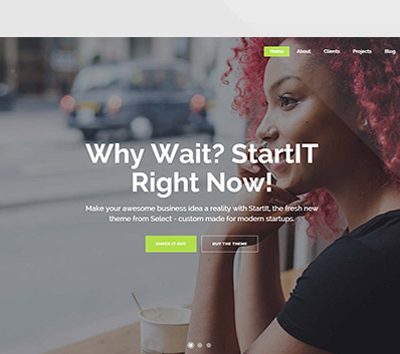 Home About Clients Projects Blog
Why Wait? StartIT
Right Now!
Make your awesome business idea a reality with StartIt, the fresh new
theme from Select - custom made for modern startups.
CHECK IT OUT BUY THE THEME